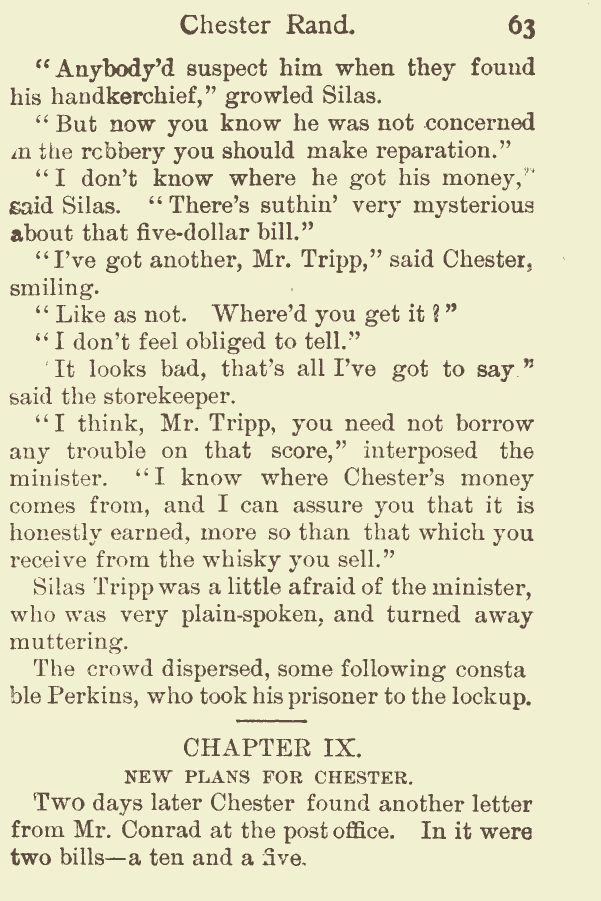 Chester Rand. 63
“Anybody’d suspect him when they found
his handkerchief,” growled Silas.
“But now you know he was not concerned
in the robbery you should make reparation.”
“I don’t know where he got his money,”
said Silas. “There’s suthin’ very mysterious
about that five-dollar bill.”
“I’ve got another, Mr. Tripp,” said Chester,
smiling.
“Like as not. Where’d you get it?”
“I don’t feel obliged to tell.”
‘It looks bad, that’s all I’ve got to say.”
said the storekeeper.
“I think, Mr. Tripp, you need not borrow
any trouble on that score,” interposed the
minister. “I know where Chester’s money
comes from, and I can assure you that it is
honestly earned, more so than that which you
receive from the whisky you sell.”
Silas Tripp was a little afraid of the minister,
who was very plain-spoken, and turned away
muttering.
The crowd dispersed, some following consta
ble Perkins, who took his prisoner to the lockup.
CHAPTER IX.
NEW PLANS FOR CHESTER.
Two days later Chester found another letter
from Mr. Conrad at the post office. In it were
two bills—a ten and a five.